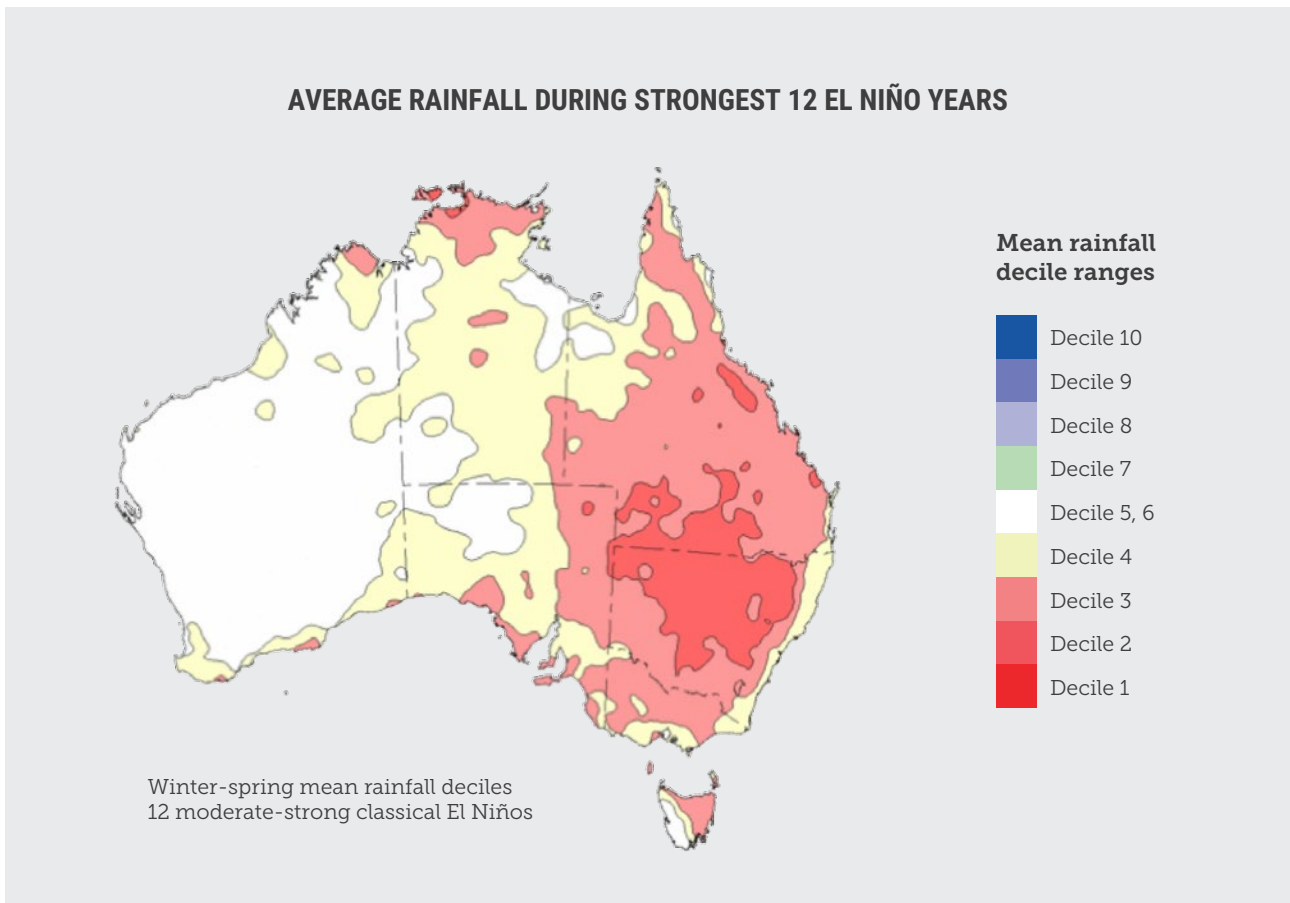 AVERAGE RAINFALL DURING STRONGEST 12 EL NIÑO YEARS
Mean rainfall
decile ranges
Decile 10
Decile 9
Decile 8
Decile 7
Decile 5, 6
Decile 4
Decile 3
Decile 2
Decile 1
Winter-spring mean rainfall deciles
12 moderate-strong classical El Niños